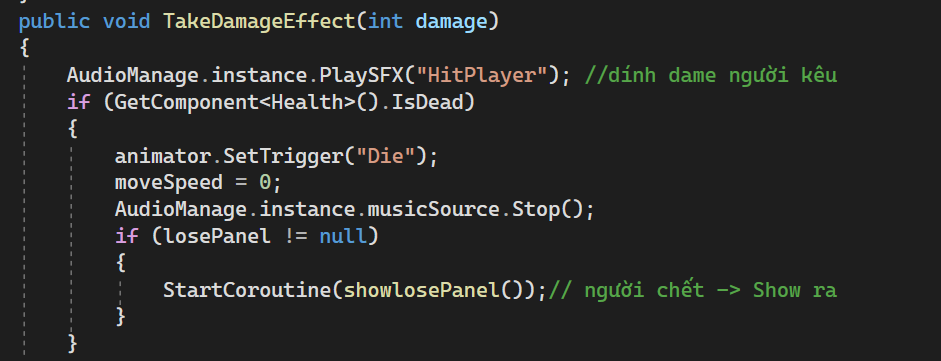 public void TakeDamageEffect(int damage)
{
AudioManage.instance.PlaySFX("HitPlayer"); //dính dame người kêu
if (GetComponent<Health>().IsDead)
{
animator.SetTrigger("Die");
moveSpeed = 0;
AudioManage.instance.musicSource.Stop();
if (losePanel != null)
{
StartCoroutine(showlosePanel());// người chết -> Show ra
}
}